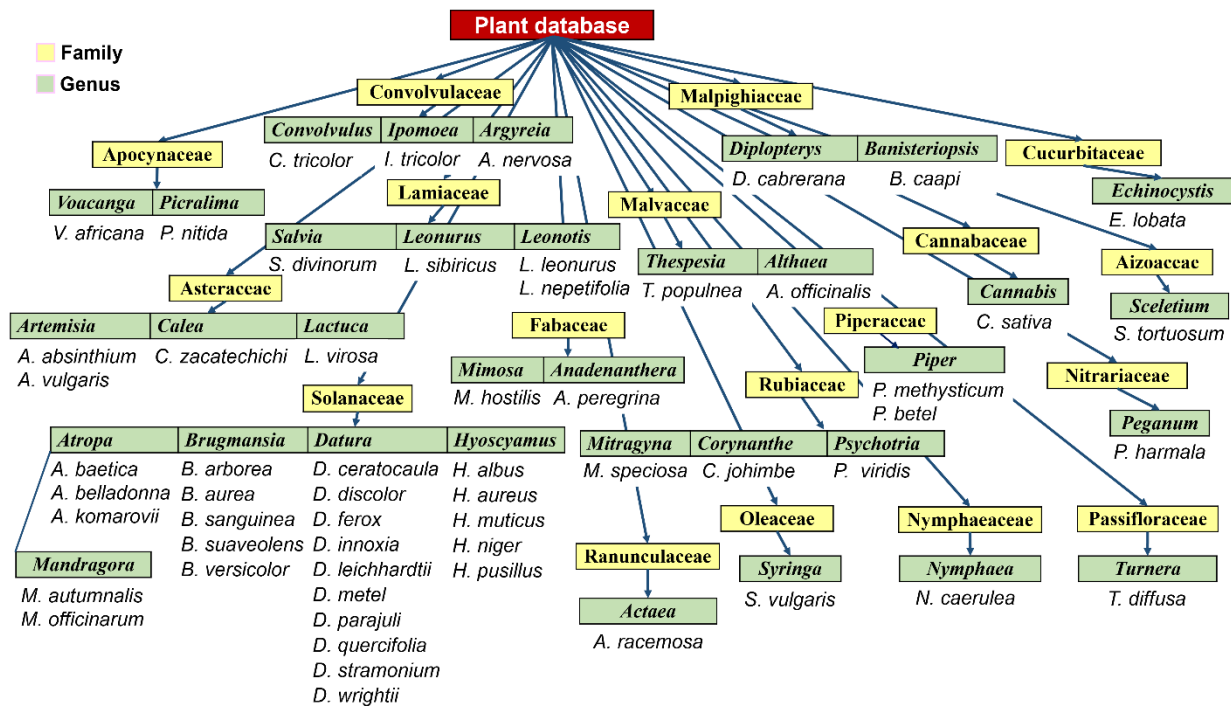 Plant database
Family
Genus
Convolvulaceae
Malpighiaceae
Convolvulus Ipomoea Argyreia
C. tricolor I. tricolor A. nervosa
Diplopterys Banisteriopsis
D. cabrerana B. caapi
Apocynaceae
Voacanga Picralima
V. africana P. nitida
Cucurbitaceae
Echinocystis
E. lobata
Lamiaceae
Salvia Leonurus Leonotis
S. divinorum L. sibiricus L. leonurus
L. nepetifolia
Malvaceae
Thespesia Althaea
T. populnea A. officinalis
Cannabaceae
Cannabis
C. sativa
Aizoaceae
Sceletium
S. tortuosum
Asteraceae
Artemisia Calea Lactuca
A. absinthium C. zacatechichi L. virosa
A. vulgaris
Fabaceae
Mimosa Anadenanthera
M. hostilis A. peregrina
Piperaceae
Piper
P. methysticum
P. betel
Rubiaceae
Mitragyna Corynanthe Psychotria
M. speciosa C. johimbe P. viridis
Nitrariaceae
Peganum
P. harmala
Solanaceae
Atropa Brugmansia Datura Hyoscyamus
A. baetica B. arborea D. ceratocaula H. albus
A. belladonna B. aurea D. discolor H. aureus
A. komarovii B. sanguinea D. ferox H. muticus
B. suaveolens D. innoxia H. niger
B. versicolor D. leichhardtii H. pusillus
D. metel
D. parajuli
D. quercifolia
D. stramonium
D. wrightii
Mandragora
M. autumnalis
M. officinarum
Ranunculaceae
Actaea
A. racemosa
Oleaceae
Syringa
S. vulgaris
Nymphaeaceae
Nymphaea
N. caerulea
Passifloraceae
Turnera
T. diffusa